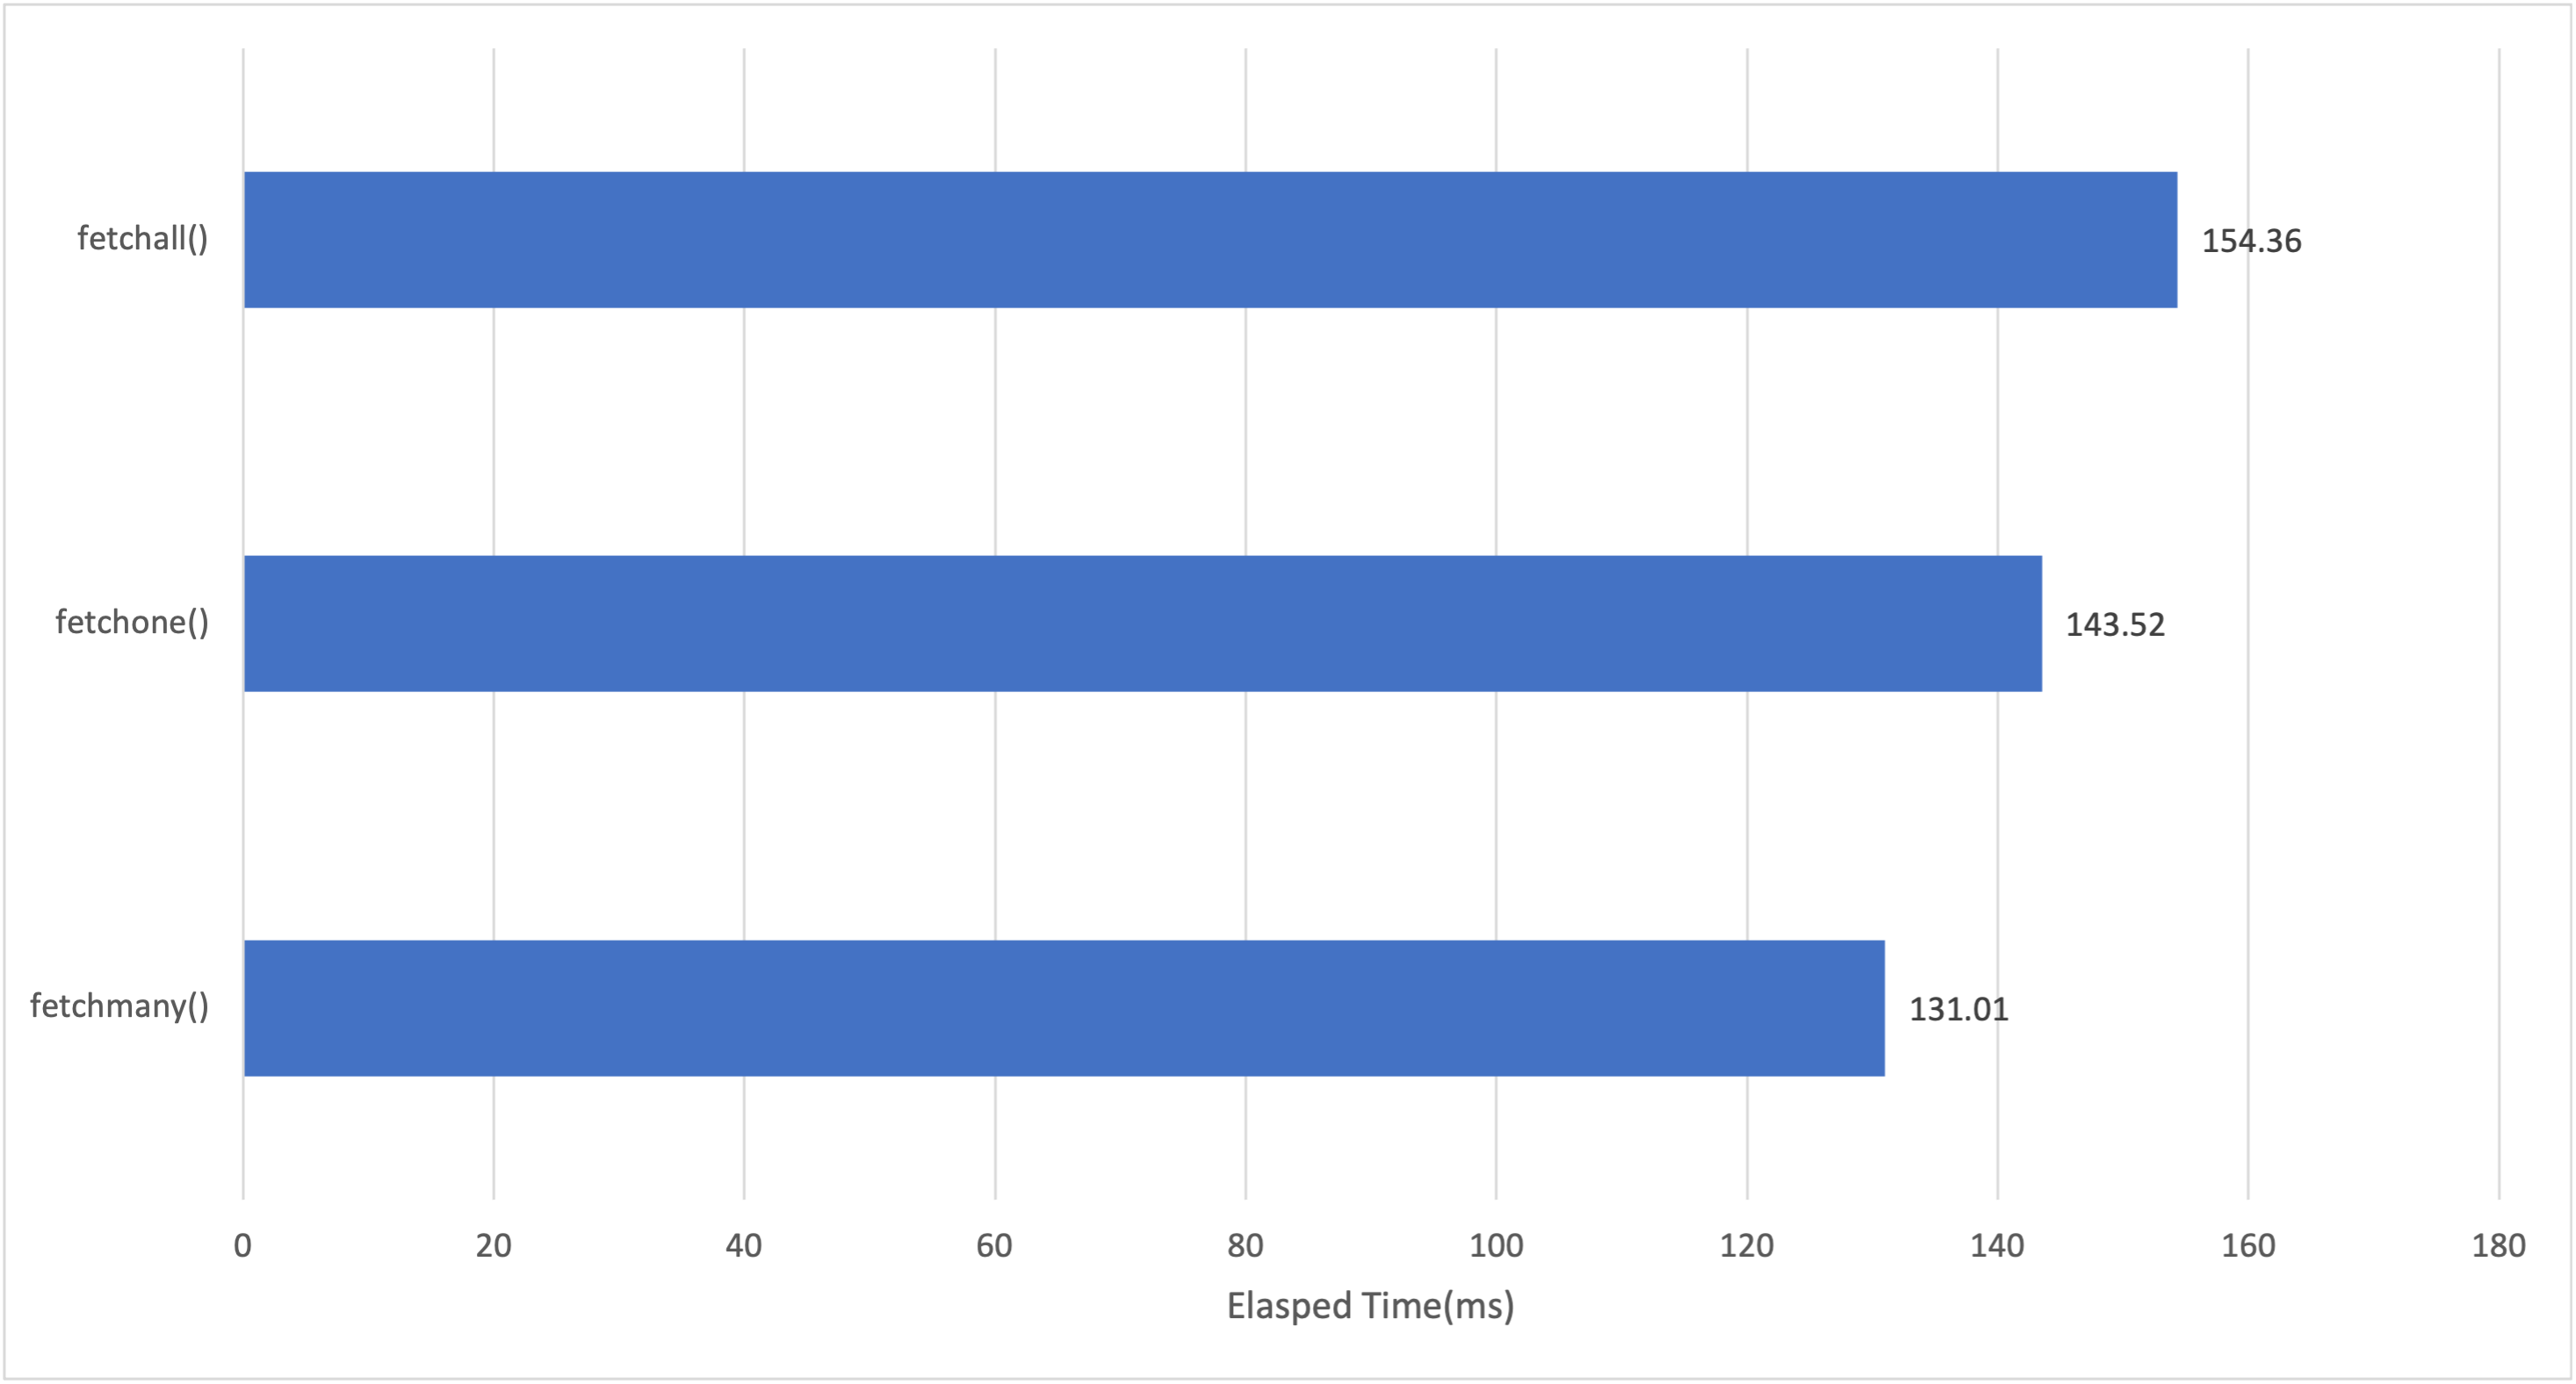 fetchall()
154.36
fetchone()
143.52
fetchmany()
131.01
0 20 40 60 80 100 120 140 160 180
Elasped Time(ms)